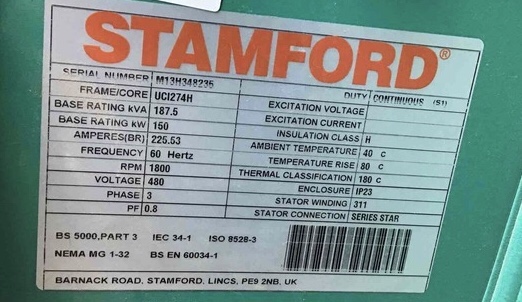 STAMFORD®
SERIAL NUMBER M13H348235
DUTY CONTINUOUS (S1)
FRAME/CORE UCI274H
EXCITATION VOLTAGE
BASE RATING kVA 187.5
EXCITATION CURRENT
BASE RATING kW 150
INSULATION CLASS H
AMPERES(BR) 225.53
AMBIENT TEMPERATURE 40 C
FREQUENCY 60 Hertz
TEMPERATURE RISE 80 C
RPM 1800
THERMAL CLASSIFICATION 180 C
VOLTAGE 480
ENCLOSURE IP23
PHASE 3
STATOR WINDING 311
PF 0.8
STATOR CONNECTION SERIES STAR
BS 5000,PART 3 IEC 34-1 ISO 8528-3
NEMA MG 1-32 BS EN 60034-1
BARNACK ROAD, STAMFORD, LINCS, PE9 2NB, UK